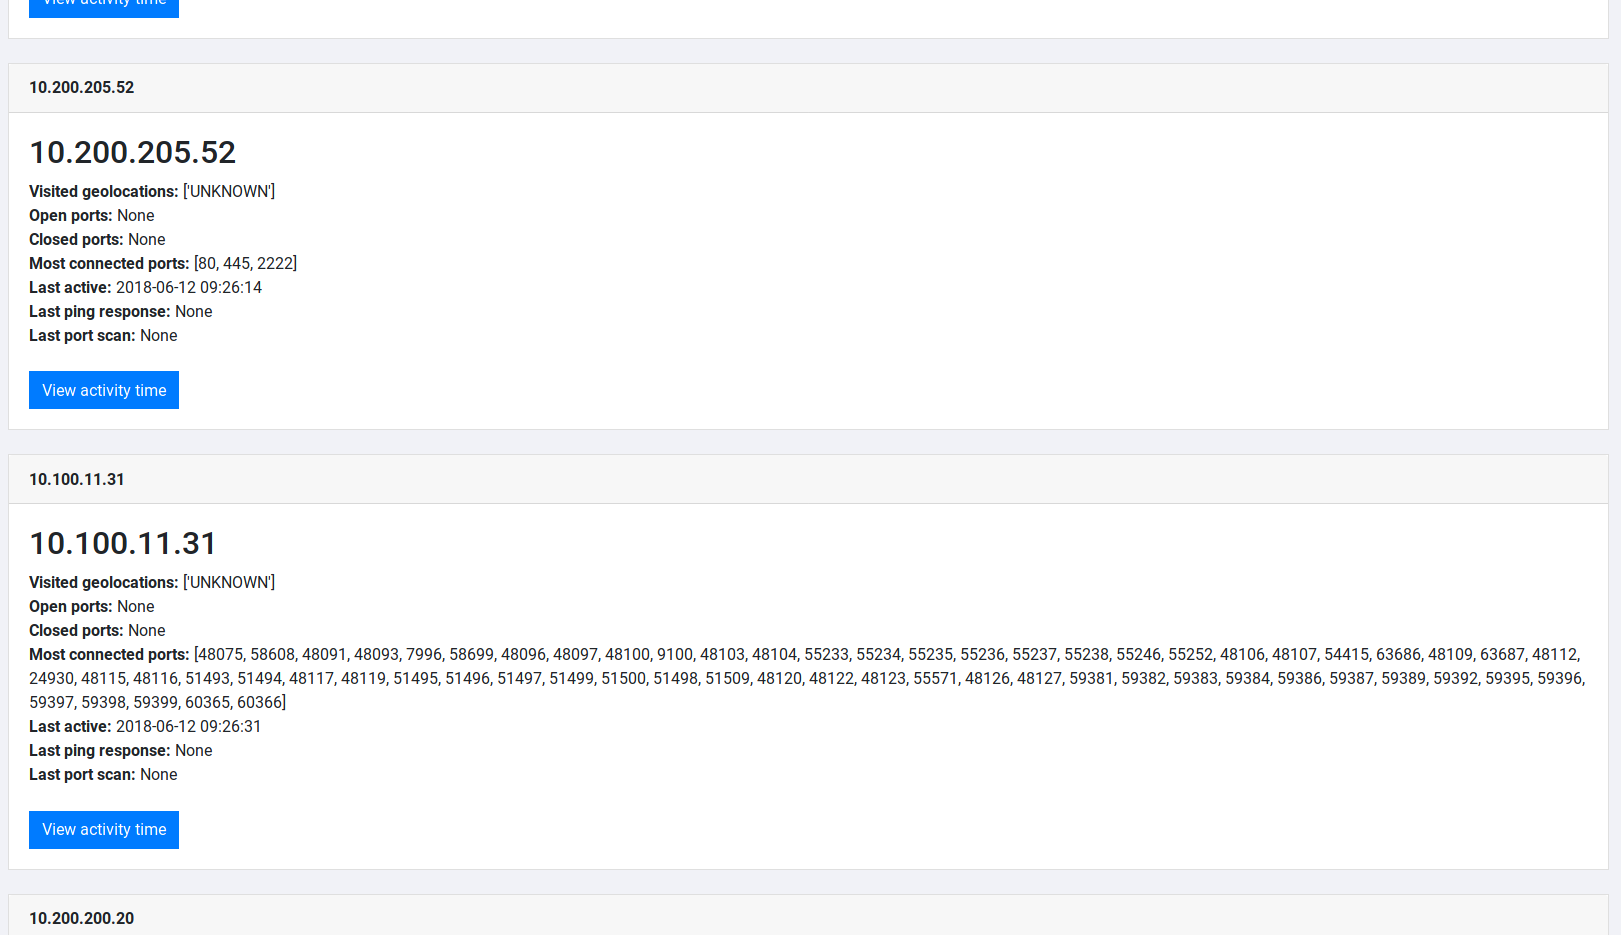 View activity time
10.200.205.52
10.200.205.52
Visited geolocations: ['UNKNOWN']
Open ports: None
Closed ports: None
Most connected ports: [80, 445, 2222]
Last active: 2018-06-12 09:26:14
Last ping response: None
Last port scan: None
View activity time
10.100.11.31
10.100.11.31
Visited geolocations: ['UNKNOWN']
Open ports: None
Closed ports: None
Most connected ports: [48075, 58608, 48091, 48093, 7996, 58699, 48096, 48097, 48100, 9100, 48103, 48104, 55233, 55234, 55235, 55236, 55237, 55238, 55246, 55252, 48106, 48107, 54415, 63686, 48109, 63687, 48112,
24930, 48115, 48116, 51493, 51494, 48117, 48119, 51495, 51496, 51497, 51499, 51500, 51498, 51509, 48120, 48122, 48123, 55571, 48126, 48127, 59381, 59382, 59383, 59384, 59386, 59387, 59389, 59392, 59395, 59396,
59397, 59398, 59399, 60365, 60366]
Last active: 2018-06-12 09:26:31
Last ping response: None
Last port scan: None
View activity time
10.200.200.20